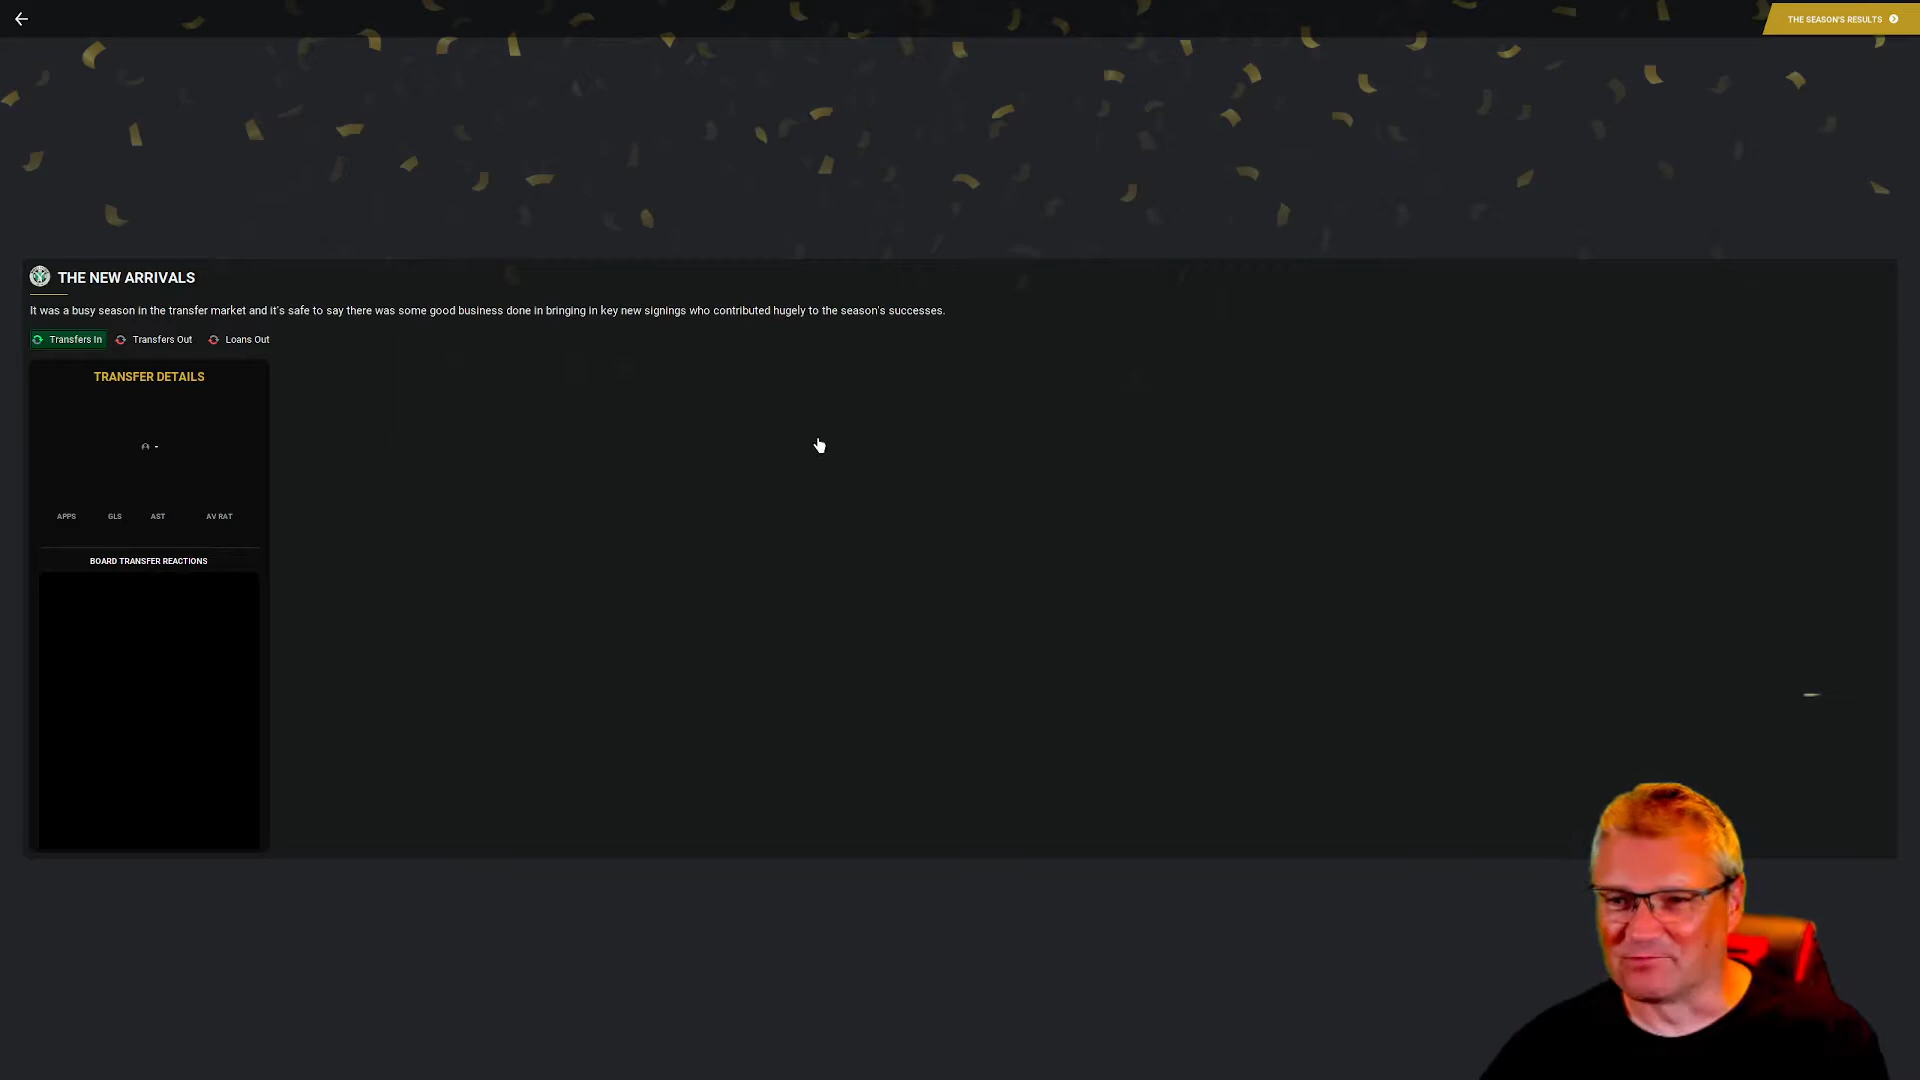 THE SEASON'S RESULTS
THE NEW ARRIVALS
It was a busy season in the transfer market and it's safe to say there was some good business done in bringing in key new signings who contributed hugely to the season's successes.
Transfers In Transfers Out Loans Out
TRANSFER DETAILS
-
APPS GLS AST AV RAT
BOARD TRANSFER REACTIONS